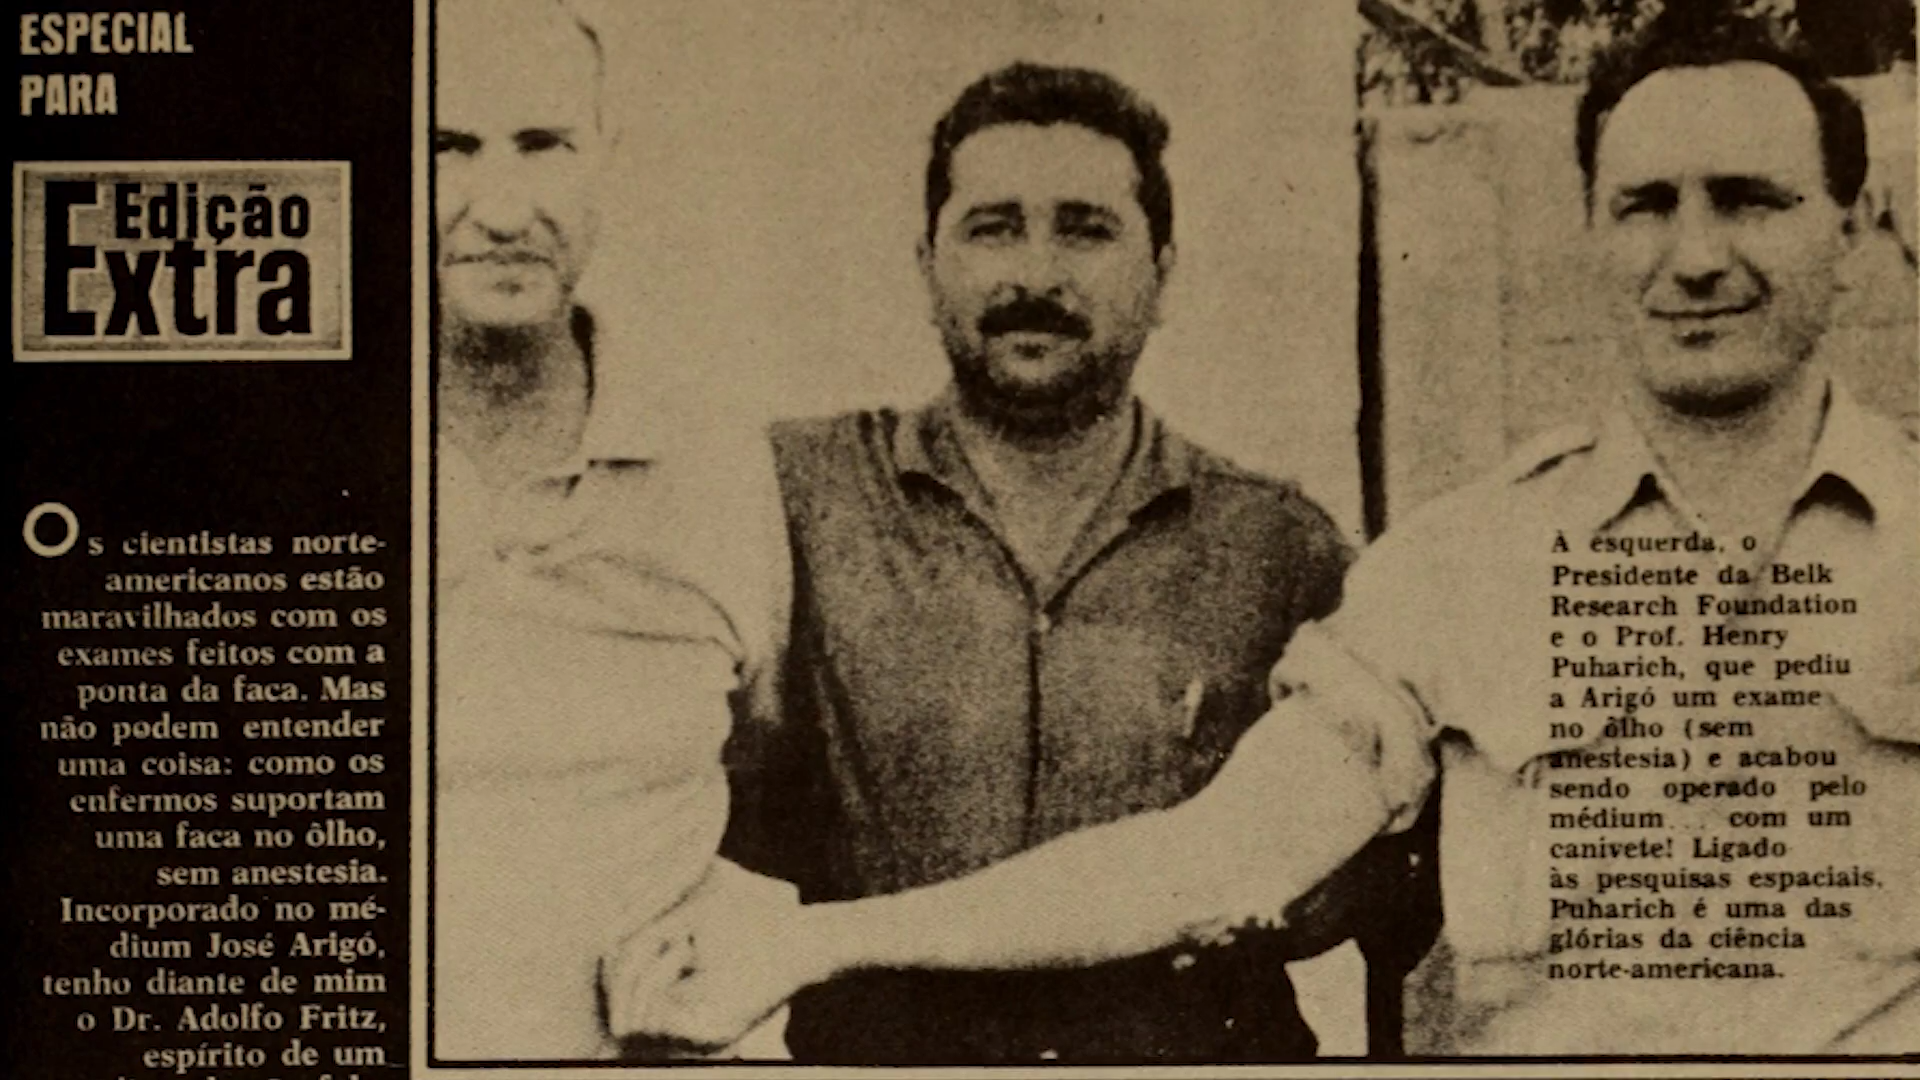 ESPECIAL
PARA
Edição
Extra
Os cientistas norte-
americanos estão
maravilhados com os
exames feitos com a
ponta da faca. Mas
não podem entender
uma coisa: como os
enfermos suportam
uma faca no ôlho,
sem anestesia.
Incorporado no mé-
dium José Arigó,
tenho diante de mim
o Dr. Adolfo Fritz,
espírito de um
À esquerda, o
Presidente da Belk
Research Foundation
e o Prof. Henry
Puharich, que pediu
a Arigó um exame
no ôlho (sem
anestesia) e acabou
sendo operado pelo
médium... com um
canivete! Ligado
às pesquisas espaciais,
Puharich é uma das
glórias da ciência
norte-americana.